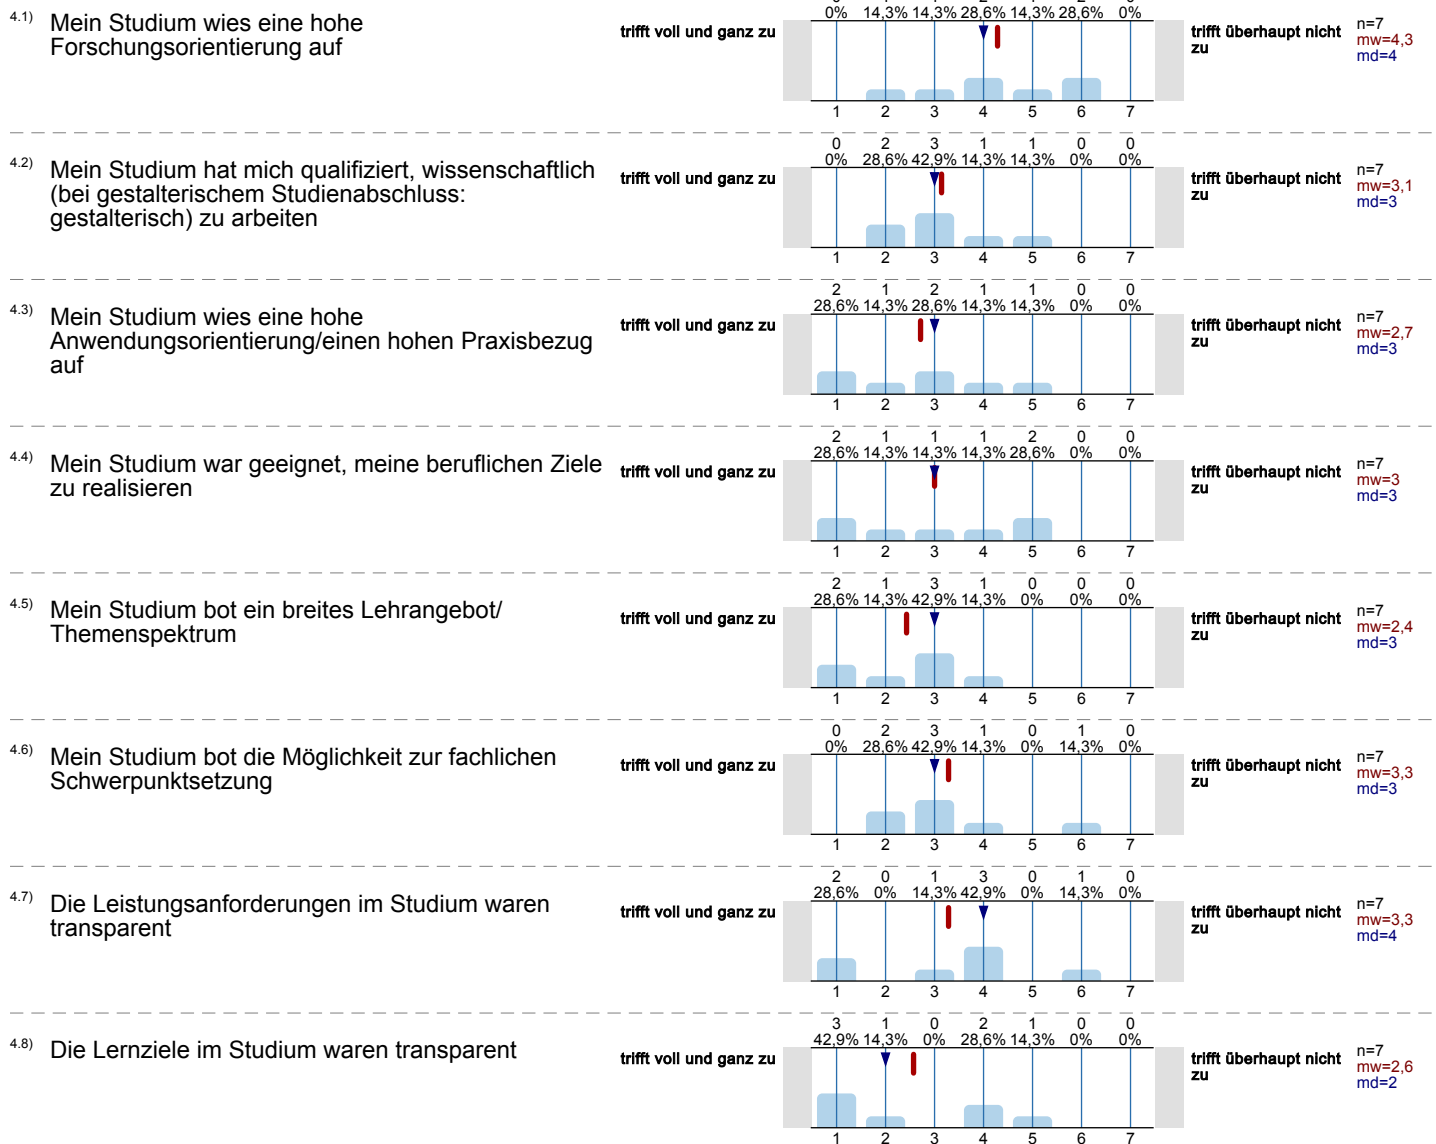 0% 14,3% 14,3% 28,6% 14,3% 28,6% 0%
4.1) Mein Studium wies eine hohe
Forschungsorientierung auf
trifft voll und ganz zu
trifft überhaupt nicht
zu
n=7
mw=4,3
md=4
1 2 3 4 5 6 7
0 2 3 1 1 0 0
0% 28,6% 42,9% 14,3% 14,3% 0% 0%
4.2) Mein Studium hat mich qualifiziert, wissenschaftlich
(bei gestalterischem Studienabschluss:
gestalterisch) zu arbeiten
trifft voll und ganz zu
trifft überhaupt nicht
zu
n=7
mw=3,1
md=3
1 2 3 4 5 6 7
2 1 2 1 1 0 0
28,6% 14,3% 28,6% 14,3% 14,3% 0% 0%
4.3) Mein Studium wies eine hohe
Anwendungsorientierung/einen hohen Praxisbezug
auf
trifft voll und ganz zu
trifft überhaupt nicht
zu
n=7
mw=2,7
md=3
1 2 3 4 5 6 7
2 1 1 1 2 0 0
28,6% 14,3% 14,3% 14,3% 28,6% 0% 0%
4.4) Mein Studium war geeignet, meine beruflichen Ziele
zu realisieren
trifft voll und ganz zu
trifft überhaupt nicht
zu
n=7
mw=3
md=3
1 2 3 4 5 6 7
2 1 3 1 0 0 0
28,6% 14,3% 42,9% 14,3% 0% 0% 0%
4.5) Mein Studium bot ein breites Lehrangebot/
Themenspektrum
trifft voll und ganz zu
trifft überhaupt nicht
zu
n=7
mw=2,4
md=3
1 2 3 4 5 6 7
0 2 3 1 0 1 0
0% 28,6% 42,9% 14,3% 0% 14,3% 0%
4.6) Mein Studium bot die Möglichkeit zur fachlichen
Schwerpunktsetzung
trifft voll und ganz zu
trifft überhaupt nicht
zu
n=7
mw=3,3
md=3
1 2 3 4 5 6 7
2 0 1 3 0 1 0
28,6% 0% 14,3% 42,9% 0% 14,3% 0%
4.7) Die Leistungsanforderungen im Studium waren
transparent
trifft voll und ganz zu
trifft überhaupt nicht
zu
n=7
mw=3,3
md=4
1 2 3 4 5 6 7
3 1 0 2 1 0 0
42,9% 14,3% 0% 28,6% 14,3% 0% 0%
4.8) Die Lernziele im Studium waren transparent
trifft voll und ganz zu
trifft überhaupt nicht
zu
n=7
mw=2,6
md=2
1 2 3 4 5 6 7